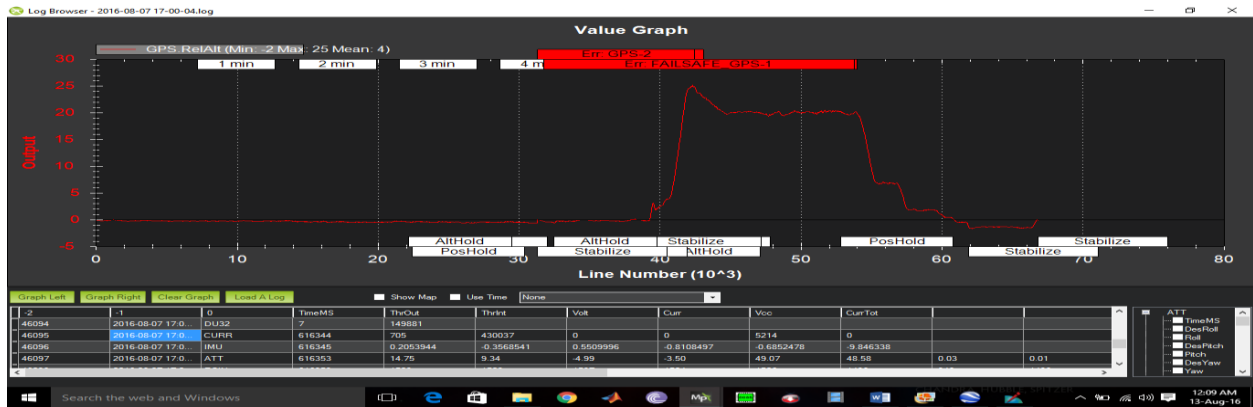 Log Browser - 2016-08-07 17-00-04.log
Value Graph
GPS RelAlt (Min: -2 Max: 25 Mean: 4)
Err: GPS-2
Err: FAILSAFE_GPS-1
1 min
2 min
3 min
4 m
30
25
20
15
10
5
0
-5
Output
AltHold
AltHold
Stabilize
PosHold
Stabilize
PosHold
Stabilize
AltHold
Stabilize
0
10
20
30
40
50
60
70
80
Line Number (10^3)
Graph Left
Graph Right
Clear Graph
Load A Log
Show Map
Use Time
None
-2 -1 0 TimeMS ThrOut ThrInt Volt Curr Vcc CurrTot
46094 2016-08-07 17:0... DU32 7 149881
46095 2016-08-07 17:0... CURR 616344 705 430037 0 0 5214 0
46096 2016-08-07 17:0... IMU 616345 0.2053944 -0.3568541 0.5509996 -0.8108497 -0.6852478 -9.846338
46097 2016-08-07 17:0... ATT 616353 14.75 9.34 -4.99 -3.50 49.07 48.58 0.03 0.01
ATT
TimeMS
DesRoll
Roll
DesPitch
Pitch
DesYaw
Yaw
Search the web and Windows
12:09 AM
13-Aug-16